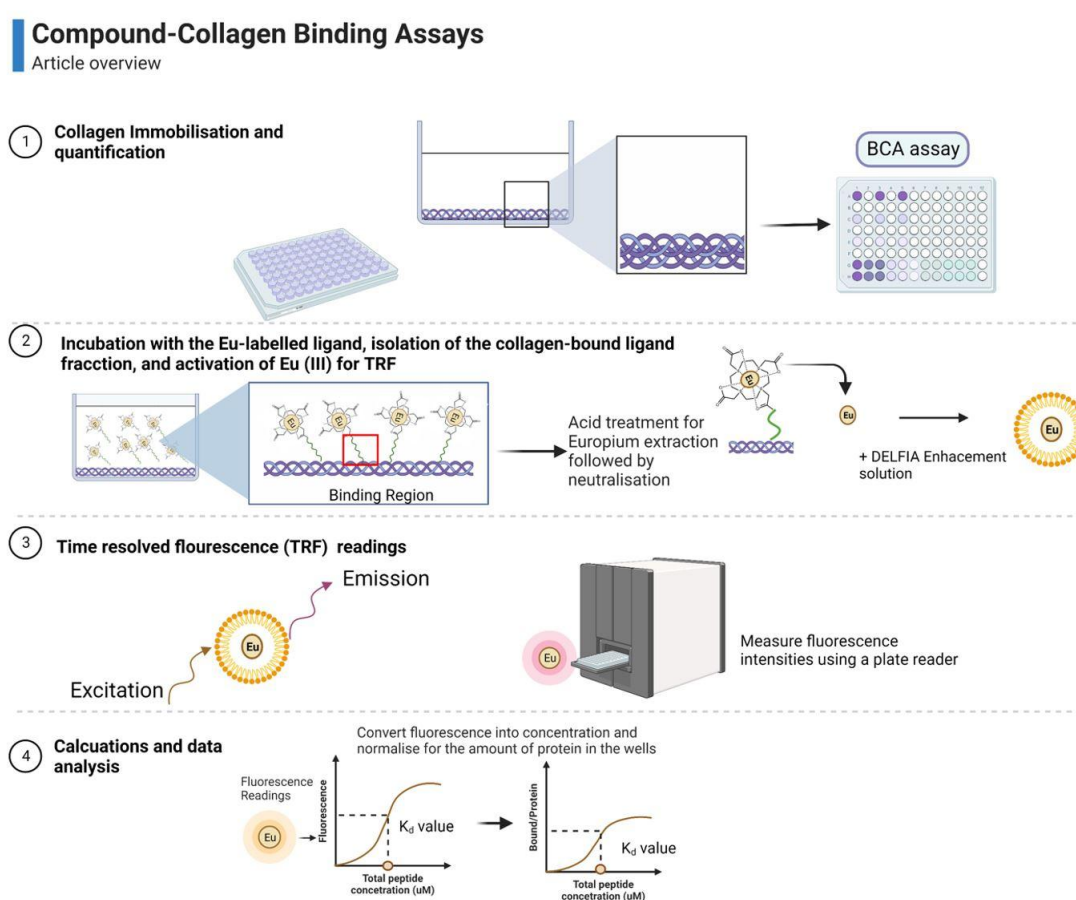 Compound-Collagen Binding Assays
Article overview
1
Collagen Immobilisation and
quantification
BCA assay
2
Incubation with the Eu-labelled ligand, isolation of the collagen-bound ligand
fracction, and activation of Eu (III) for TRF
Eu
Eu
Eu
Eu
Binding Region
Acid treatment for
Europium extraction
followed by
neutralisation
Eu
Eu
+ DELFIA Enhacement
solution
Eu
3
Time resolved flourescence (TRF) readings
Emission
Eu
Excitation
Eu
Measure fluorescence
intensities using a plate reader
4
Calcuations and data
analysis
Convert fluorescence into concentration and
normalise for the amount of protein in the wells
Fluorescence
Readings
Eu
Fluorescence
Kd value
Total peptide
concetration (uM)
Bound/Protein
Kd value
Total peptide
concetration (uM)